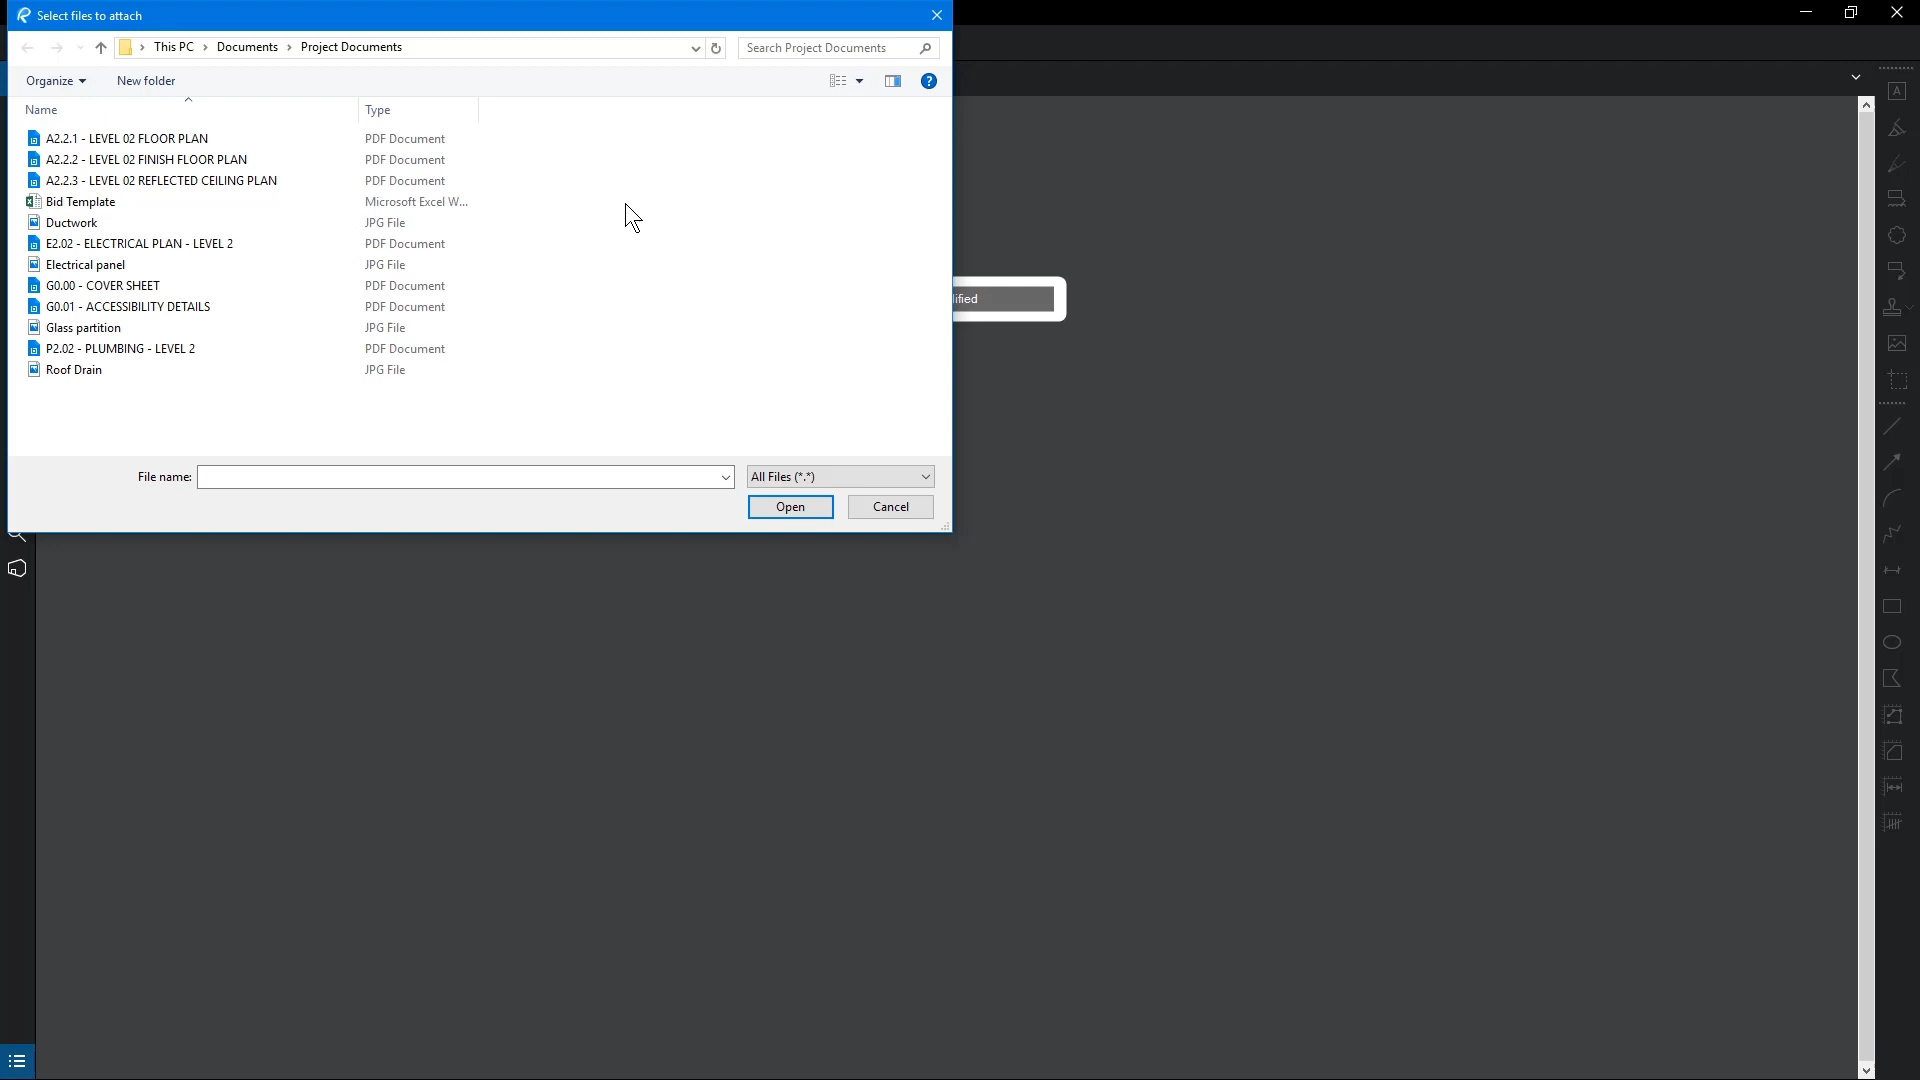 Select files to attach
This PC > Documents > Project Documents
Search Project Documents
Organize
New folder
Name Type
A2.2.1 - LEVEL 02 FLOOR PLAN PDF Document
A2.2.2 - LEVEL 02 FINISH FLOOR PLAN PDF Document
A2.2.3 - LEVEL 02 REFLECTED CEILING PLAN PDF Document
Bid Template Microsoft Excel W...
Ductwork JPG File
E2.02 - ELECTRICAL PLAN - LEVEL 2 PDF Document
Electrical panel JPG File
G0.00 - COVER SHEET PDF Document
G0.01 - ACCESSIBILITY DETAILS PDF Document
Glass partition JPG File
P2.02 - PLUMBING - LEVEL 2 PDF Document
Roof Drain JPG File
File name:
All Files (*.*)
Open
Cancel